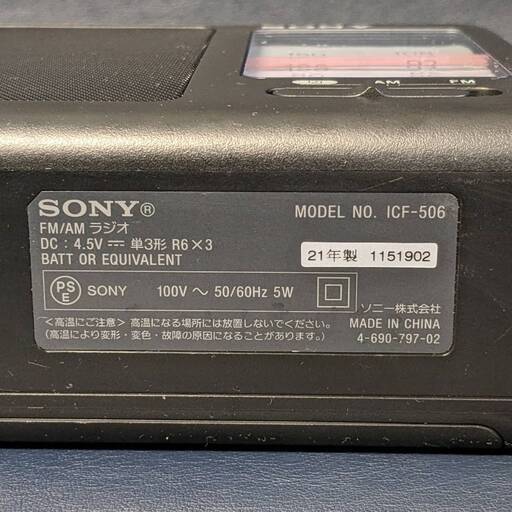 SONY
AM FM
SONY®
MODEL NO. ICF-506
FM/AM ラジオ
DC : 4.5V ⎓ 単3形 R6×3
BATT OR EQUIVALENT
21年製 1151902
PSE SONY 100V ～ 50/60Hz 5W
ソニー株式会社
<高温にご注意> 高温になる場所には放置しないでください。
(高温により変形・変色・故障の原因になることがあります。)
MADE IN CHINA
4-690-797-02